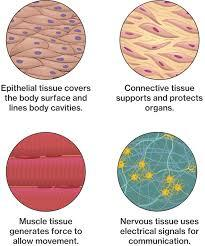 Epithelial tissue covers
the body surface and
lines body cavities.
Connective tissue
supports and protects
organs.
Muscle tissue
generates force to
allow movement.
Nervous tissue uses
electrical signals for
communication.